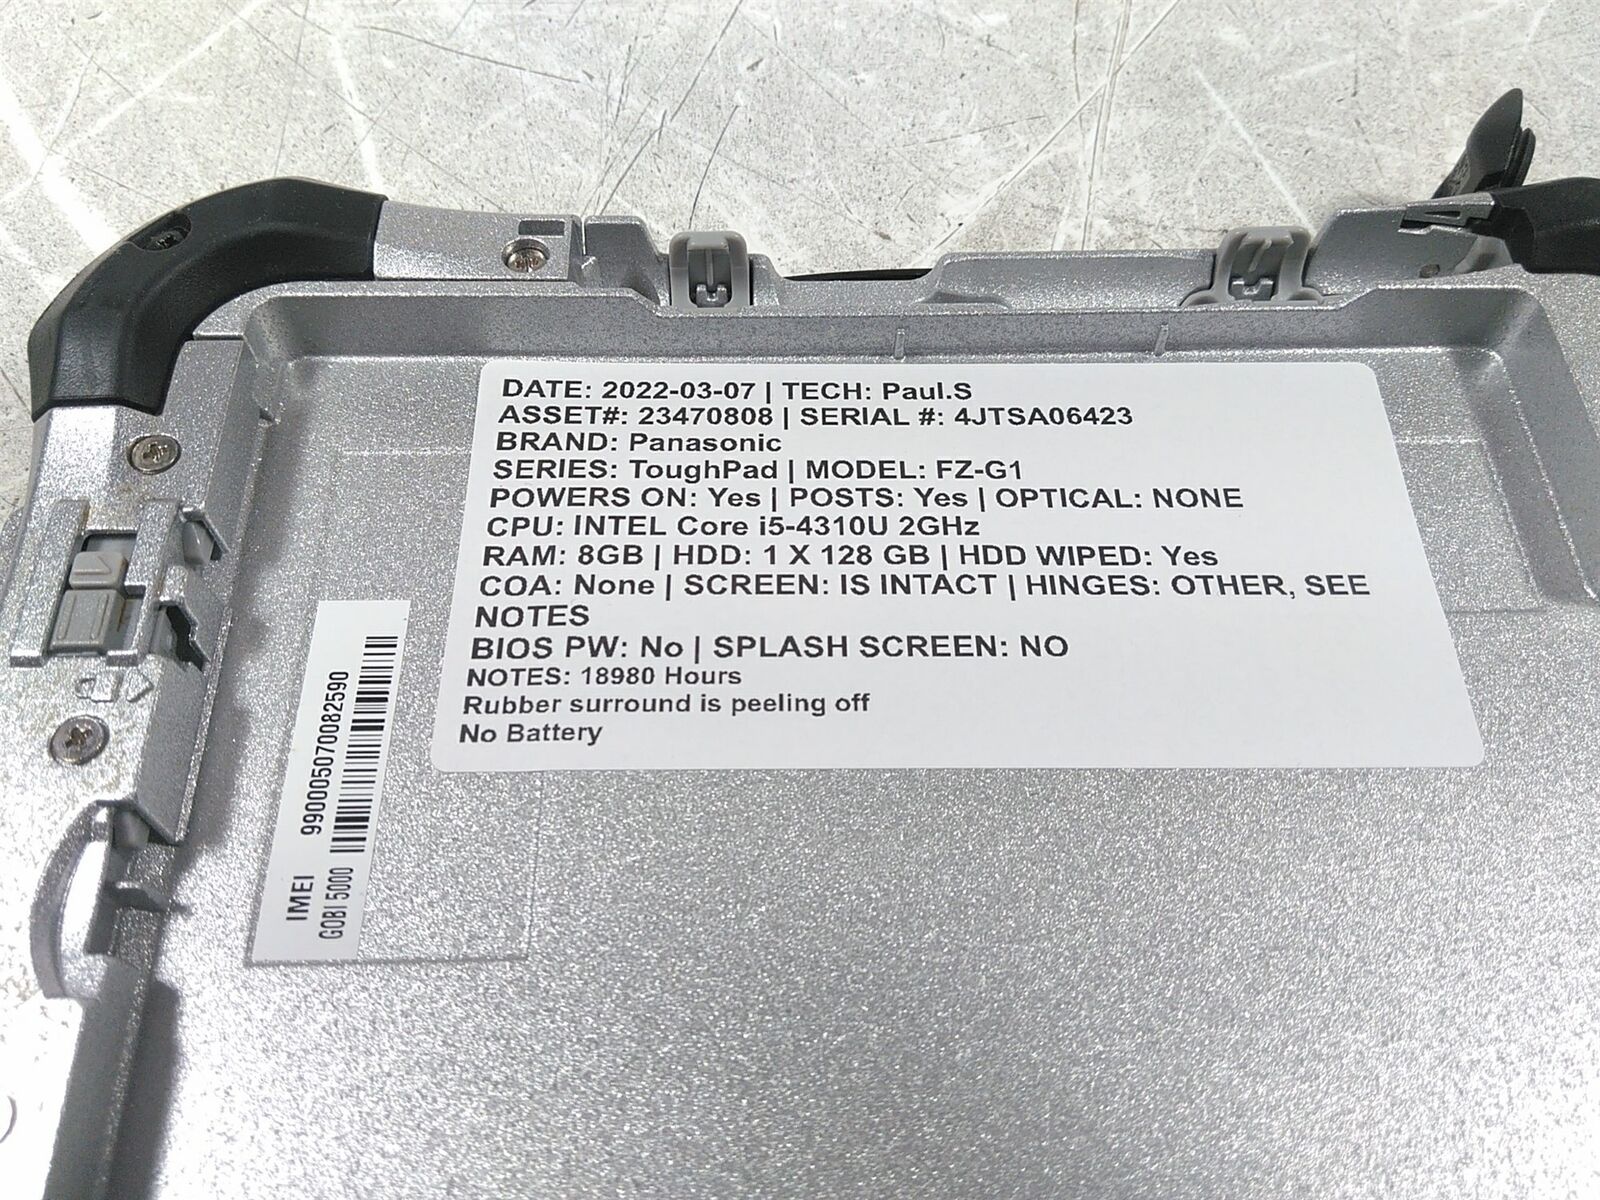 DATE: 2022-03-07 | TECH: Paul.S
ASSET#: 23470808 | SERIAL #: 4JTSA06423
BRAND: Panasonic
SERIES: ToughPad | MODEL: FZ-G1
POWERS ON: Yes | POSTS: Yes | OPTICAL: NONE
CPU: INTEL Core i5-4310U 2GHz
RAM: 8GB | HDD: 1 X 128 GB | HDD WIPED: Yes
COA: None | SCREEN: IS INTACT | HINGES: OTHER, SEE
NOTES
BIOS PW: No | SPLASH SCREEN: NO
NOTES: 18980 Hours
Rubber surround is peeling off
No Battery
IMEI 990005070082590
GOBI 5000